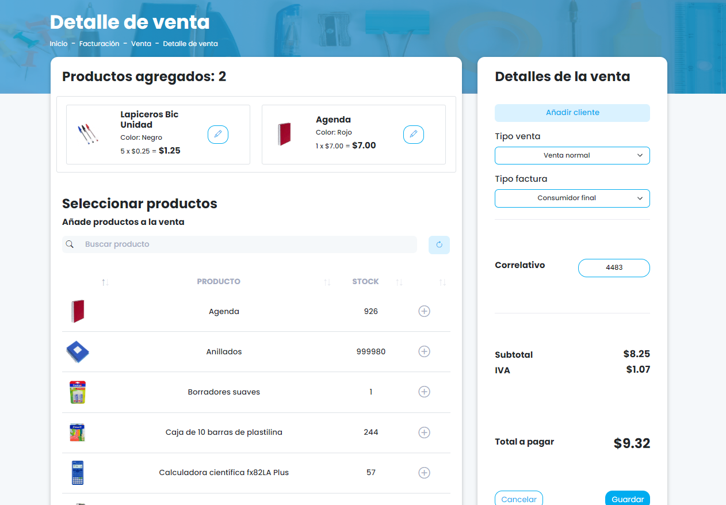 Detalle de venta
Inicio - Facturación - Venta - Detalle de venta
Productos agregados: 2
Lapiceros Bic
Unidad
Color: Negro
5 x $0.25 = $1.25
Agenda
Color: Rojo
1 x $7.00 = $7.00
Seleccionar productos
Añade productos a la venta
Buscar producto
PRODUCTO STOCK
Agenda 926
Anillados 999980
Borradores suaves 1
Caja de 10 barras de plastilina 244
Calculadora cientifica fx82LA Plus 57
Detalles de la venta
Añadir cliente
Tipo venta
Venta normal
Tipo factura
Consumidor final
Correlativo 4483
Subtotal $8.25
IVA $1.07
Total a pagar $9.32
Cancelar Guardar